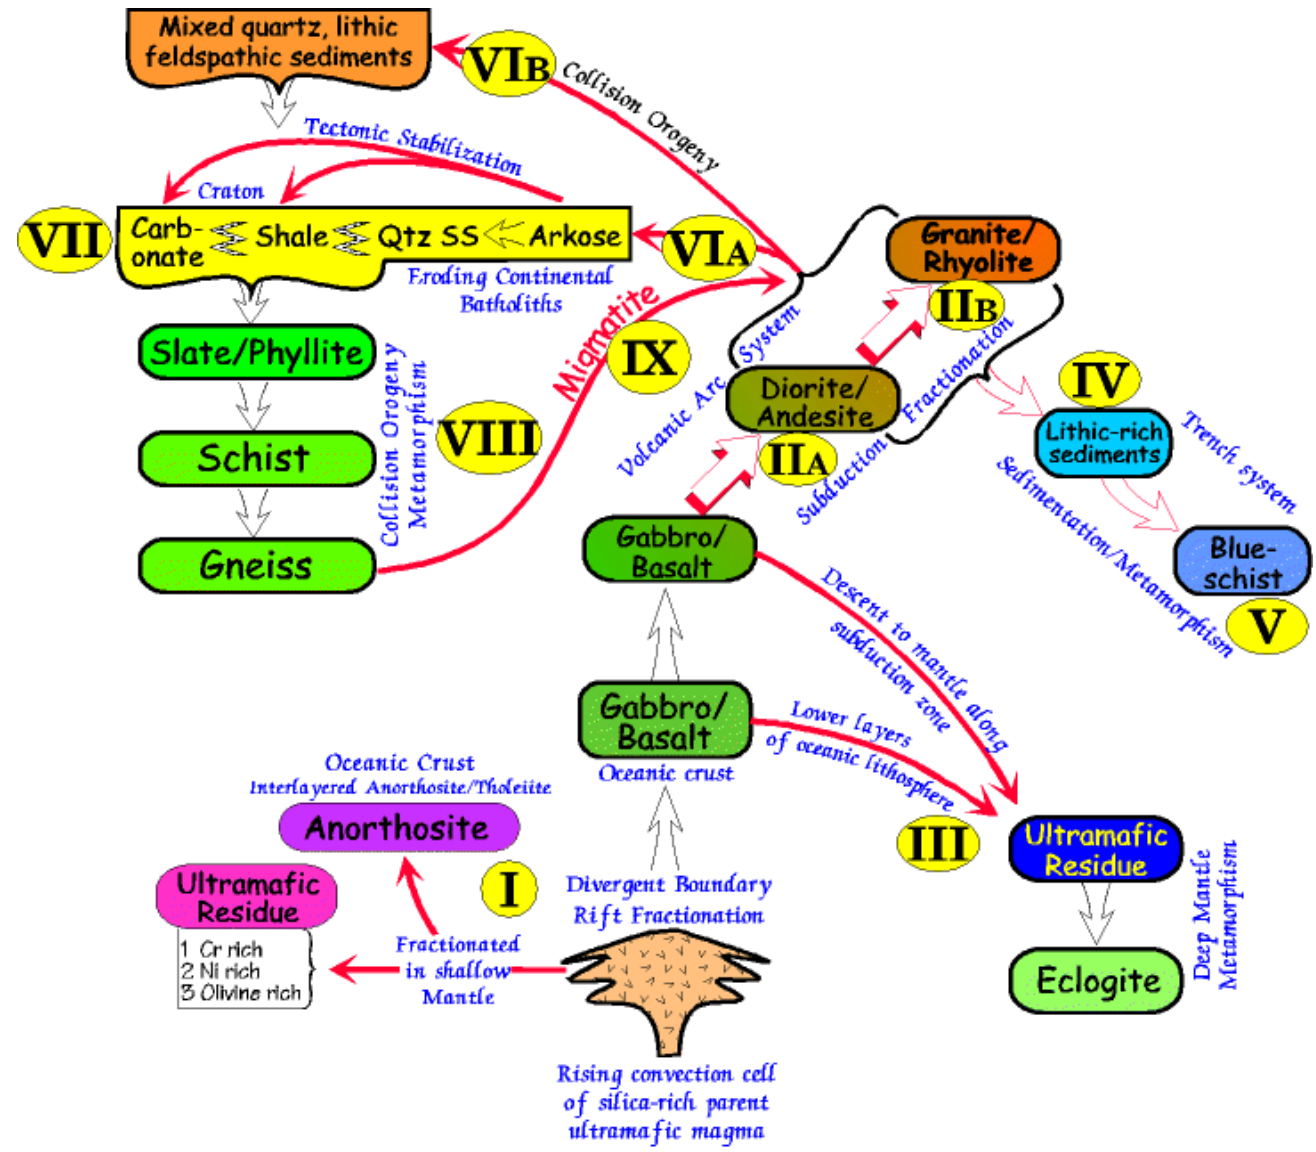 Mixed quartz, lithic
feldspathic sediments
VIB
Collision Orogeny
Tectonic Stabilization
Craton
VII
Carb-
onate
Shale
Qtz SS
Arkose
VIA
Eroding Continental
Batholiths
Granite/
Rhyolite
IIB
Slate/Phyllite
Schist
Gneiss
Collision Orogeny
Metamorphism
VIII
Migmatite
IX
Volcanic Arc
System
Diorite/
Andesite
IIA
Subduction
Fractionation
IV
Lithic-rich
sediments
Trench system
Sedimentation/Metamorphism
Blue-
schist
V
Gabbro/
Basalt
Descent to mantle along
subduction zone
Gabbro/
Basalt
Oceanic crust
Lower layers
of oceanic lithosphere
III
Ultramafic
Residue
Deep Mantle
Metamorphism
Eclogite
Oceanic Crust
Interlayered Anorthosite/Tholeiite
Anorthosite
I
Ultramafic
Residue
1 Cr rich
2 Ni rich
3 Olivine rich
Fractionated
in shallow
Mantle
Divergent Boundary
Rift Fractionation
Rising convection cell
of silica-rich parent
ultramafic magma